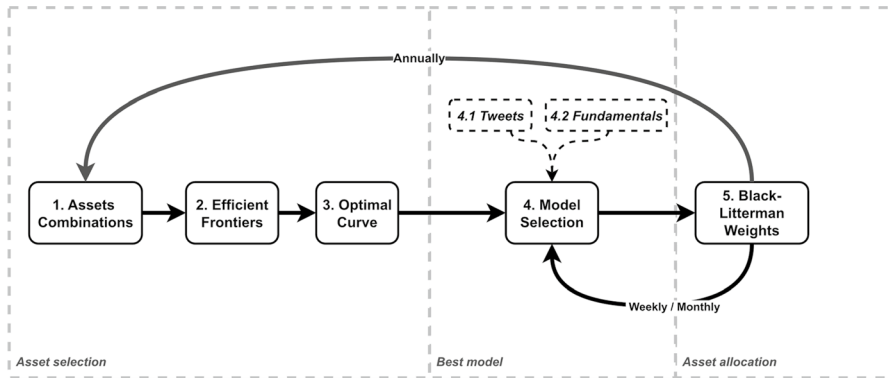 Annually
4.1 Tweets
4.2 Fundamentals
1. Assets
Combinations
2. Efficient
Frontiers
3. Optimal
Curve
4. Model
Selection
5. Black-
Litterman
Weights
Weekly / Monthly
Asset selection
Best model
Asset allocation